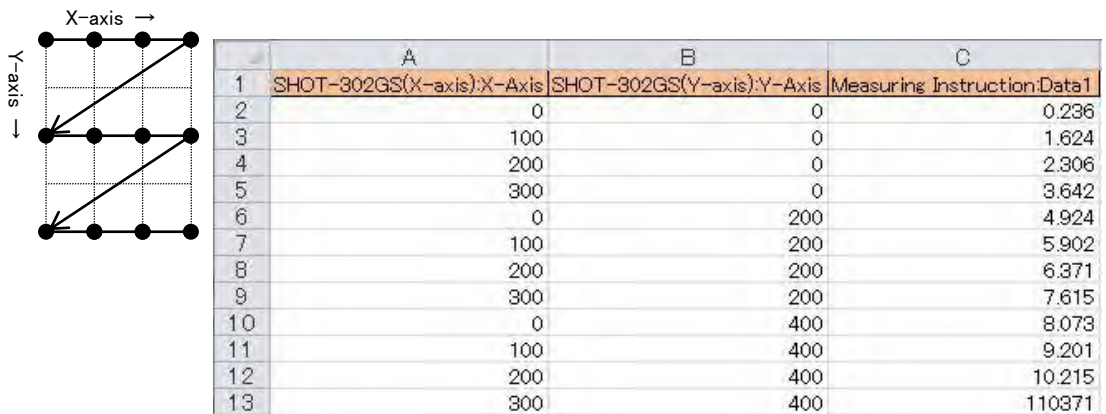 X-axis →
Y-axis →
A B C
1 SHOT-302GS(X-axis):X-Axis SHOT-302GS(Y-axis):Y-Axis Measuring Instruction:Data1
2 0 0 0.236
3 100 0 1.624
4 200 0 2.306
5 300 0 3.642
6 0 200 4.924
7 100 200 5.902
8 200 200 6.371
9 300 200 7.615
10 0 400 8.073
11 100 400 9.201
12 200 400 10.215
13 300 400 110371